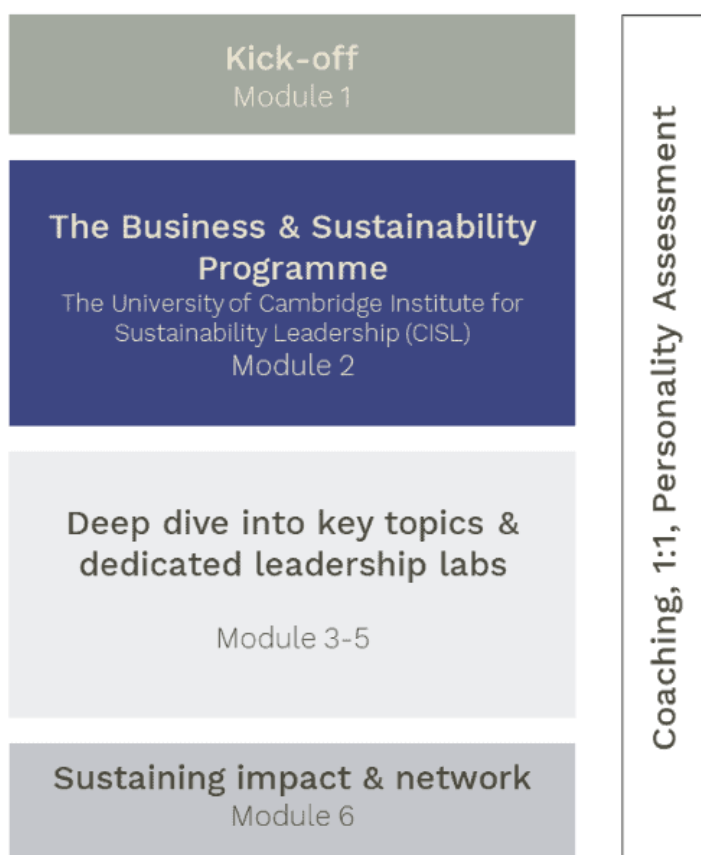 Kick-off
Module 1
The Business & Sustainability
Programme
The University of Cambridge Institute for
Sustainability Leadership (CISL)
Module 2
Deep dive into key topics &
dedicated leadership labs
Module 3-5
Sustaining impact & network
Module 6
Coaching, 1:1, Personality Assessment